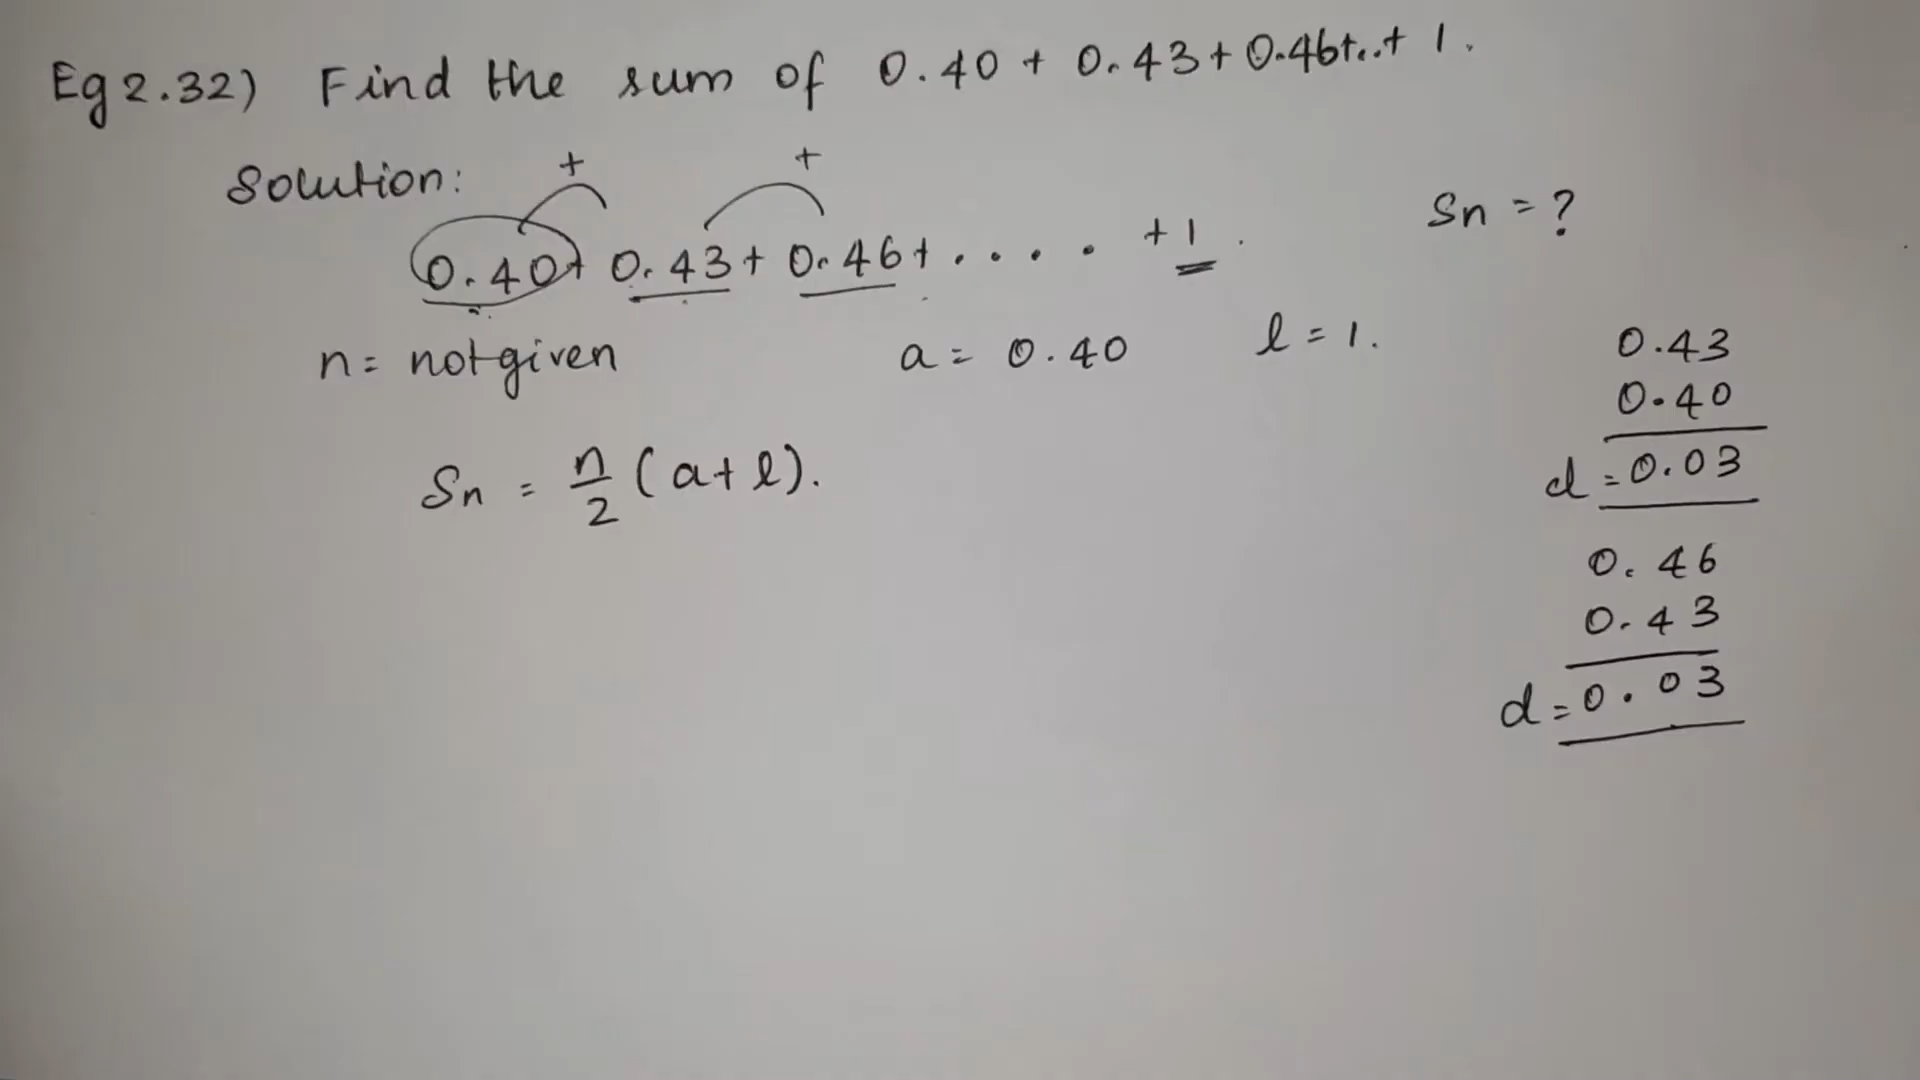 Eg 2.32) Find the sum of 0.40 + 0.43 + 0.46+..+ 1.
Solution:
+ +
Sn = ?
0.40+ 0.43 + 0.46 + . . . . +1.
n = not given a = 0.40 l = 1.
Sn = n/2 (a + l).
0.43
0.40
d = 0.03
0.46
0.43
d = 0.03